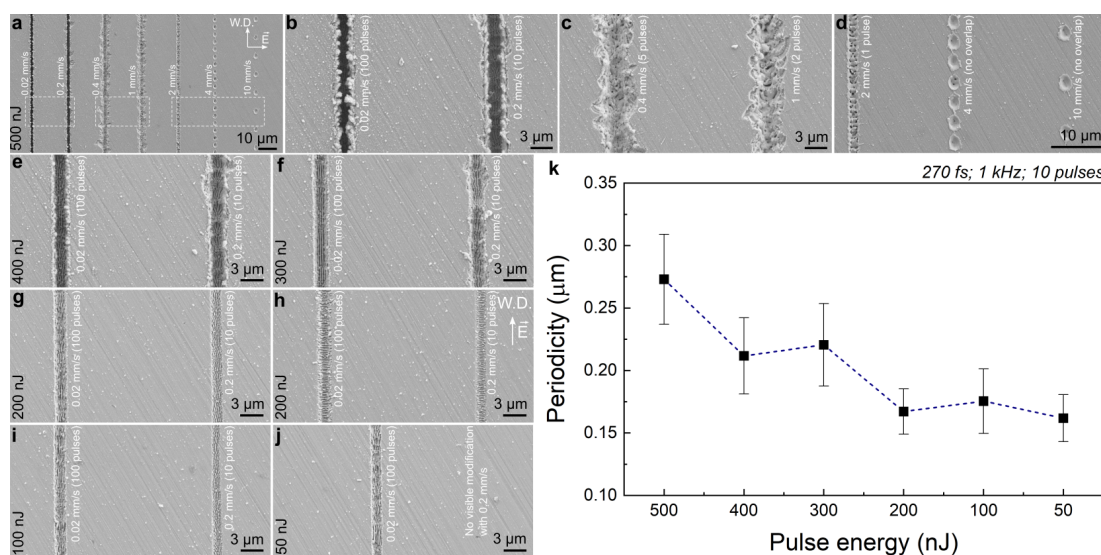 a
W.D.
E
0.02 mm/s
0.2 mm/s
0.4 mm/s
1 mm/s
2 mm/s
4 mm/s
10 mm/s
500 nJ
10 μm
b
0.02 mm/s (100 pulses)
0.2 mm/s (10 pulses)
3 μm
c
0.4 mm/s (5 pulses)
1 mm/s (2 pulses)
3 μm
d
2 mm/s (1 pulse)
4 mm/s (no overlap)
10 mm/s (no overlap)
10 μm
e
400 nJ
0.02 mm/s (100 pulses)
0.2 mm/s (10 pulses)
3 μm
f
300 nJ
0.02 mm/s (100 pulses)
0.2 mm/s (10 pulses)
3 μm
g
200 nJ
0.02 mm/s (100 pulses)
0.2 mm/s (10 pulses)
3 μm
h
W.D.
E
200 nJ
0.02 mm/s (100 pulses)
0.2 mm/s (10 pulses)
3 μm
i
100 nJ
0.02 mm/s (100 pulses)
0.2 mm/s (10 pulses)
3 μm
j
50 nJ
0.02 mm/s (100 pulses)
No visible modification
with 0.2 mm/s
3 μm
k
270 fs; 1 kHz; 10 pulses
Periodicity (μm)
0.35
0.30
0.25
0.20
0.15
0.10
500 400 300 200 100 50
Pulse energy (nJ)